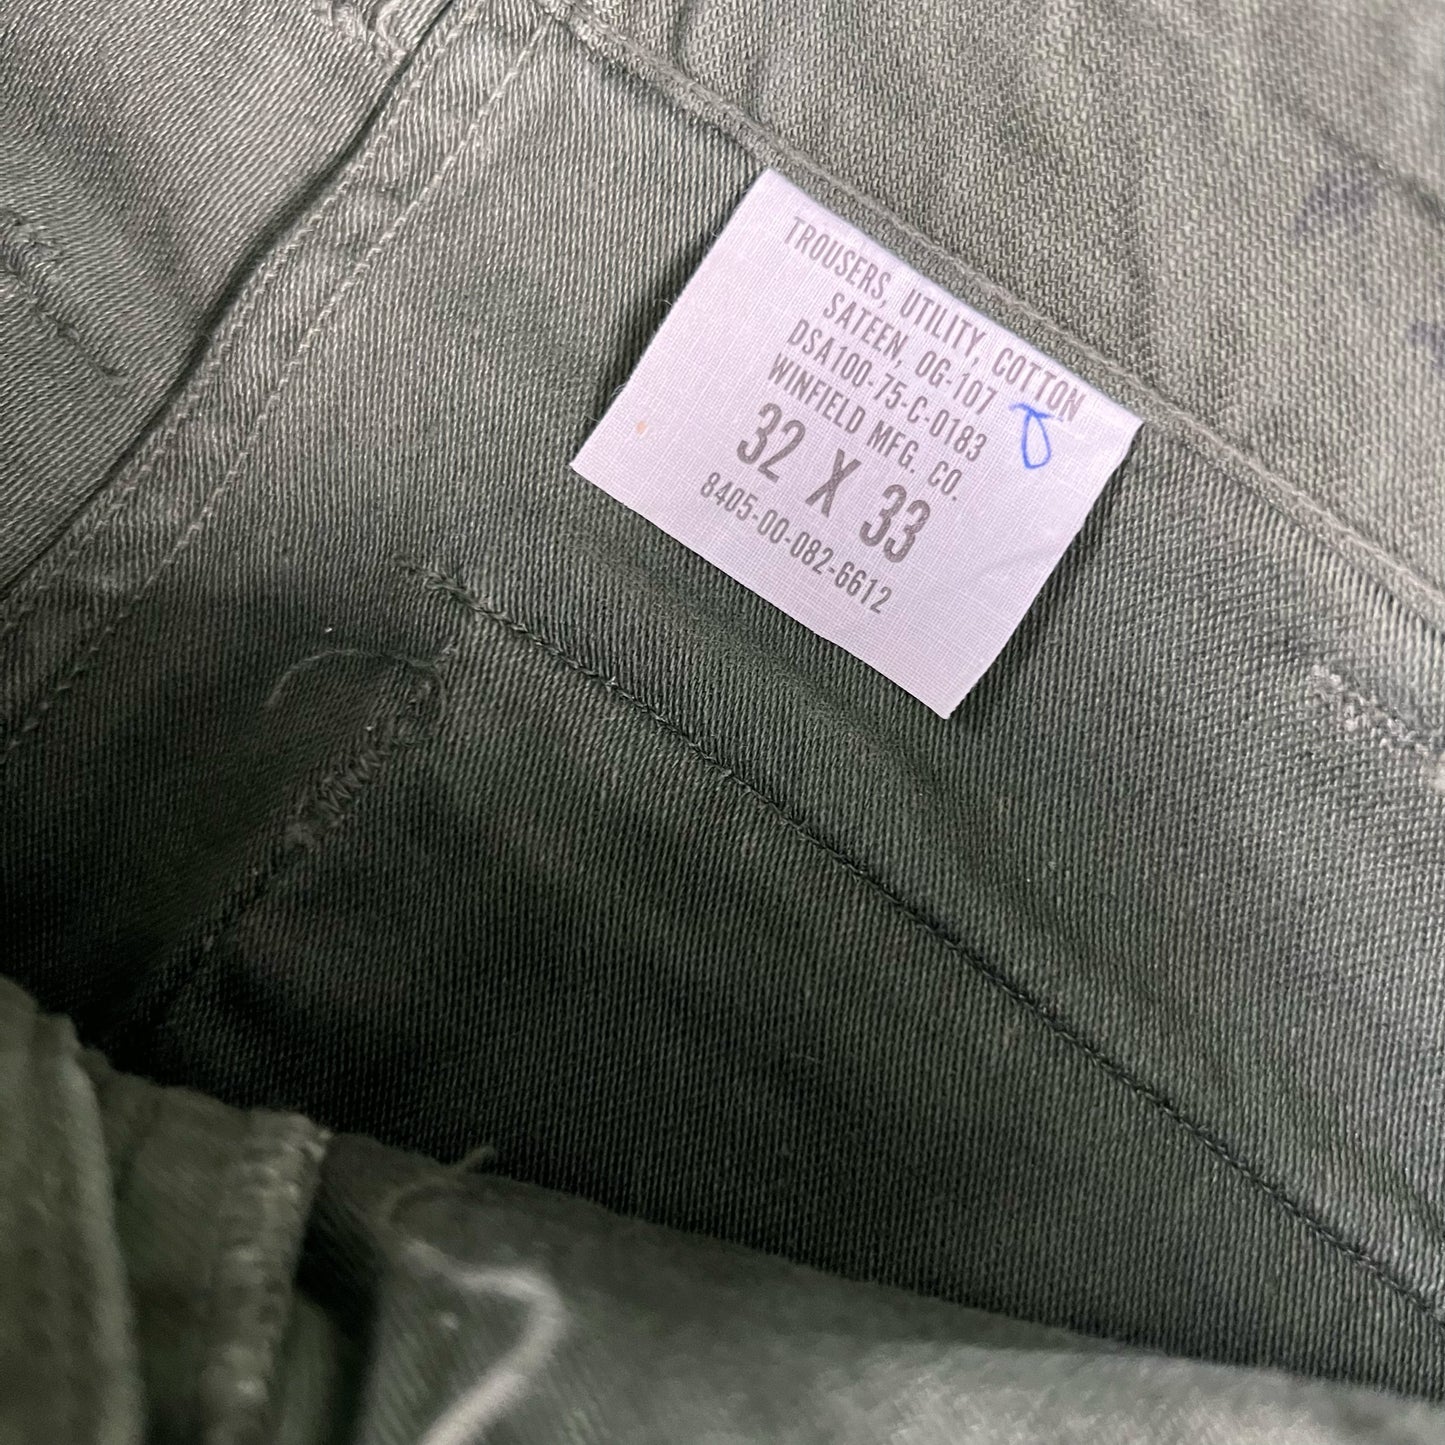 TROUSERS, UTILITY, COTTON
SATEEN, OG-107
DSA100-75-C-0183
WINFIELD MFG. CO.
32 X 33
8405-00-082-6612